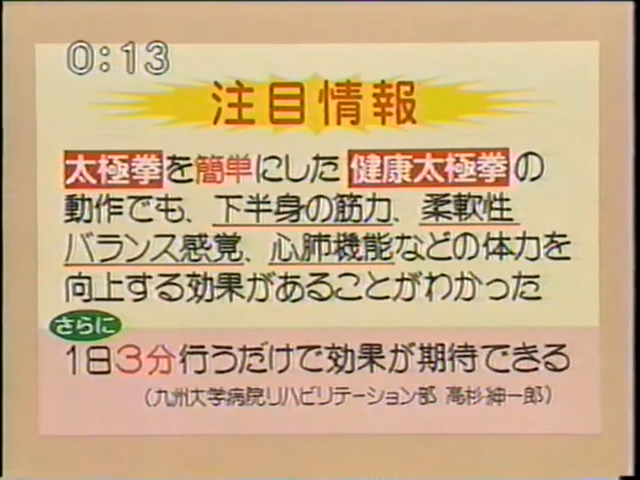 0:13
注目情報
太極拳を簡単にした健康太極拳の
動作でも、下半身の筋力、柔軟性
バランス感覚、心肺機能などの体力を
向上する効果があることがわかった
さらに
1日3分行うだけで効果が期待できる
（九州大学病院リハビリテーション部 高杉紳一郎）